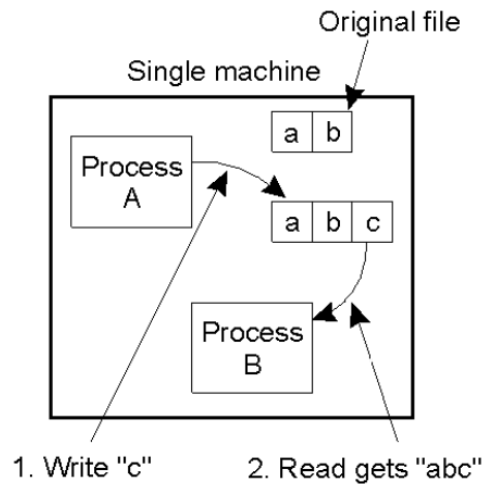 Original file
Single machine
a b
Process
A
a b c
Process
B
1. Write "c"
2. Read gets "abc"